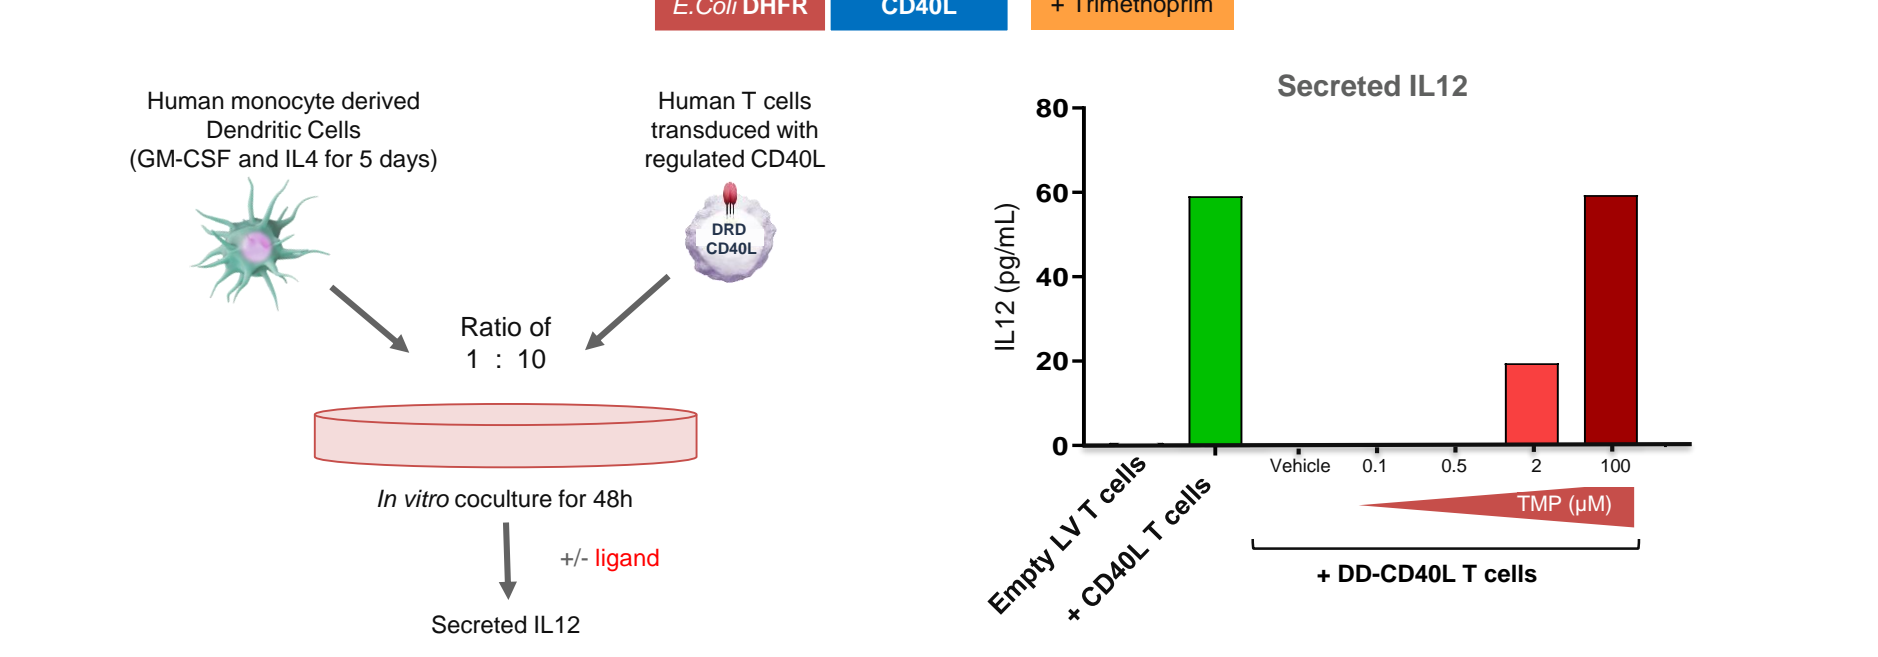 E.Coli DHFR
CD40L
+ Trimethoprim
Human monocyte derived
Dendritic Cells
(GM-CSF and IL4 for 5 days)
Human T cells
transduced with
regulated CD40L
DRD
CD40L
Ratio of
1 : 10
In vitro coculture for 48h
+/- ligand
Secreted IL12
Secreted IL12
IL12 (pg/mL)
80
60
40
20
0
Empty LV T cells
+ CD40L T cells
Vehicle
0.1
0.5
2
100
TMP (µM)
+ DD-CD40L T cells